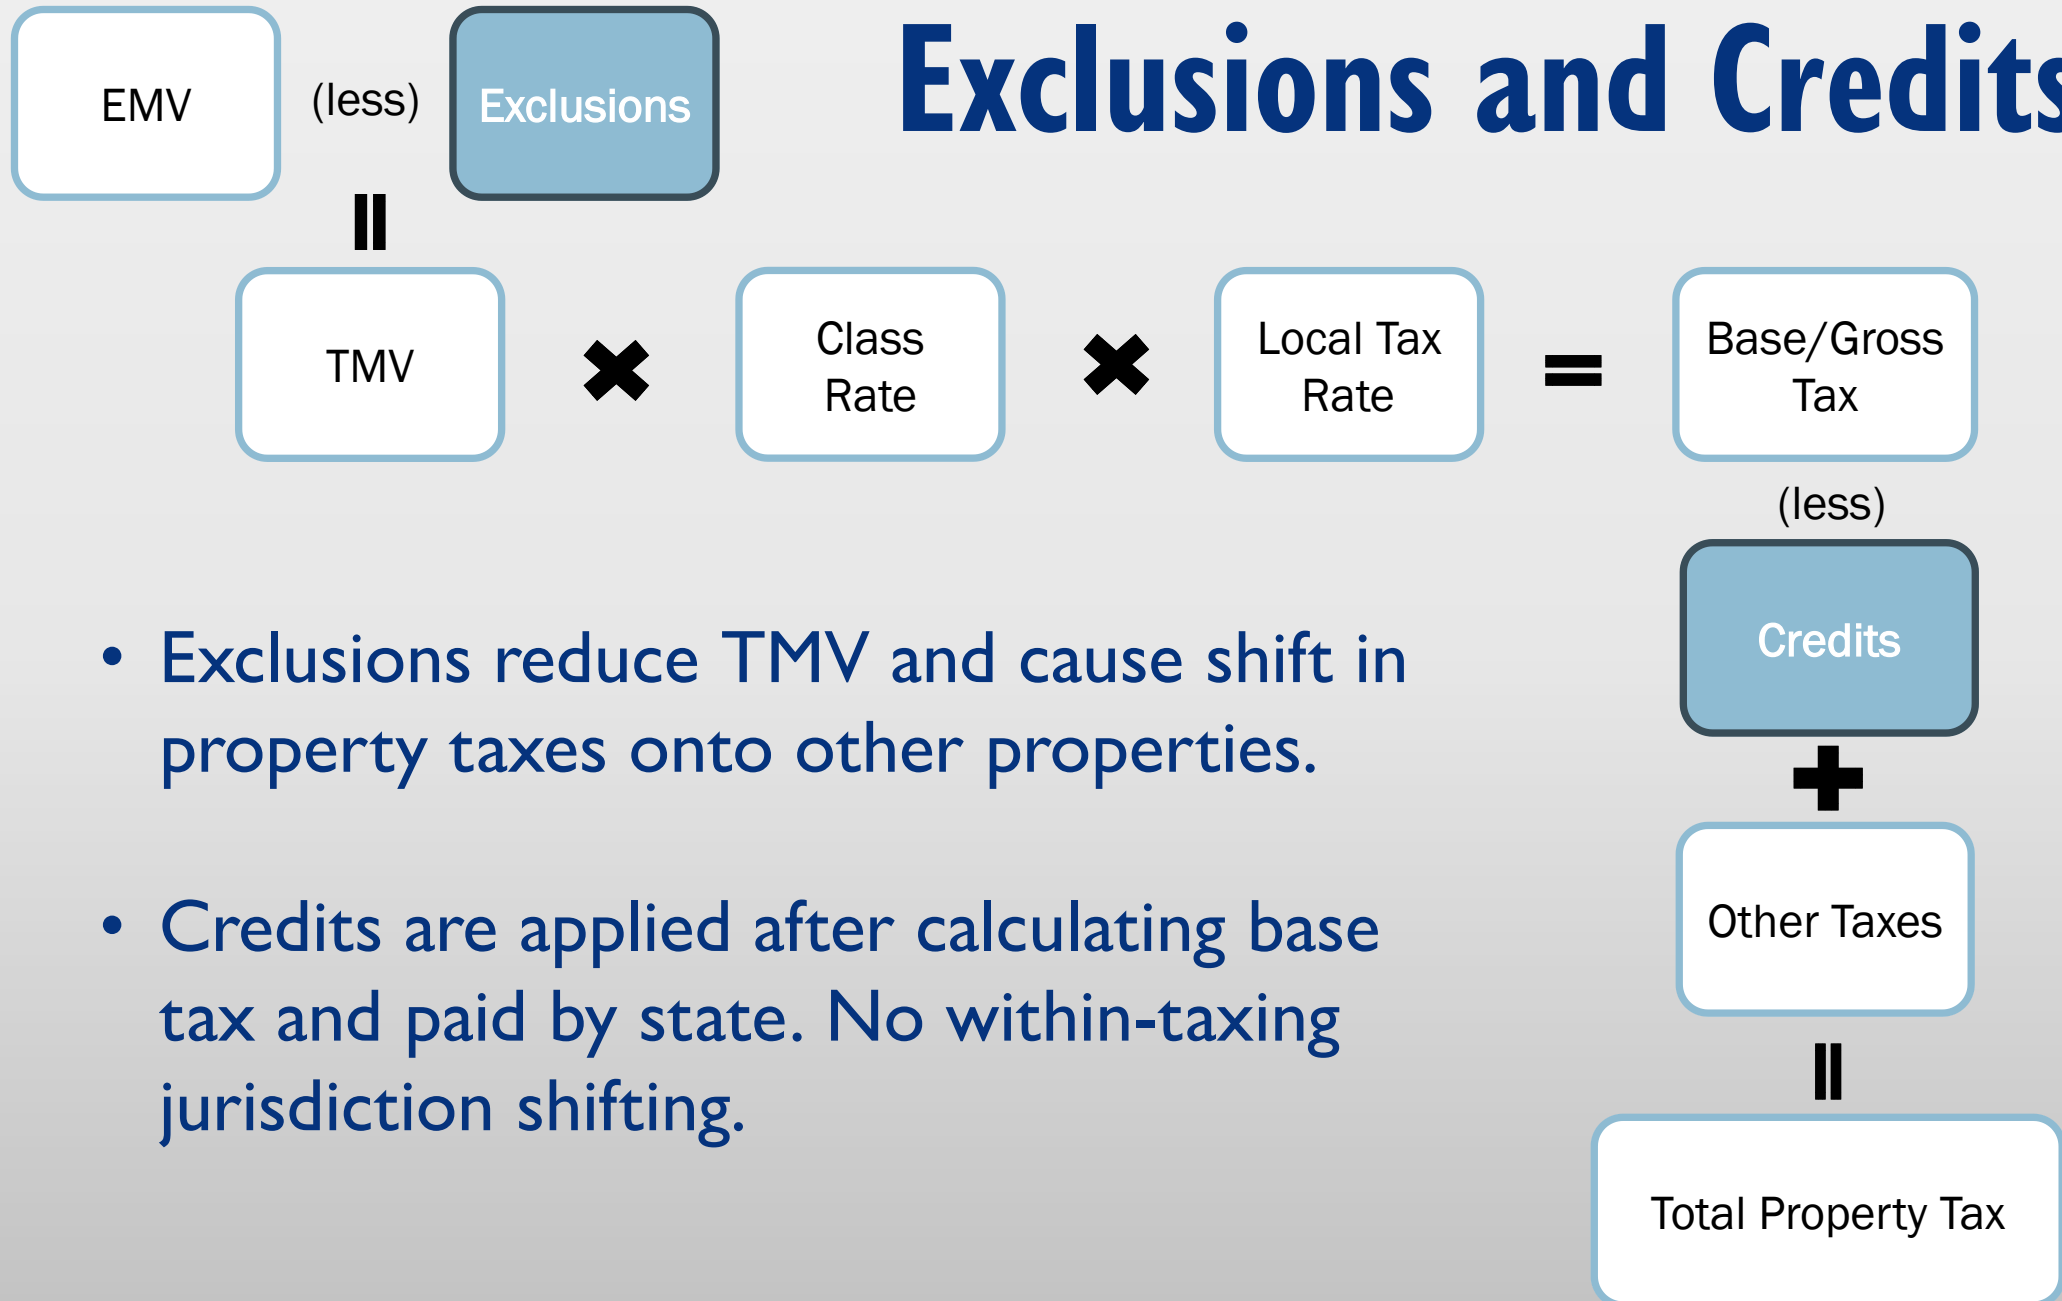 Exclusions and Credits
EMV
(less)
Exclusions
=
TMV
✖
Class
Rate
✖
Local Tax
Rate
=
Base/Gross
Tax
(less)
Credits
+
Other Taxes
=
Total Property Tax
• Exclusions reduce TMV and cause shift in
property taxes onto other properties.
• Credits are applied after calculating base
tax and paid by state. No within-taxing
jurisdiction shifting.